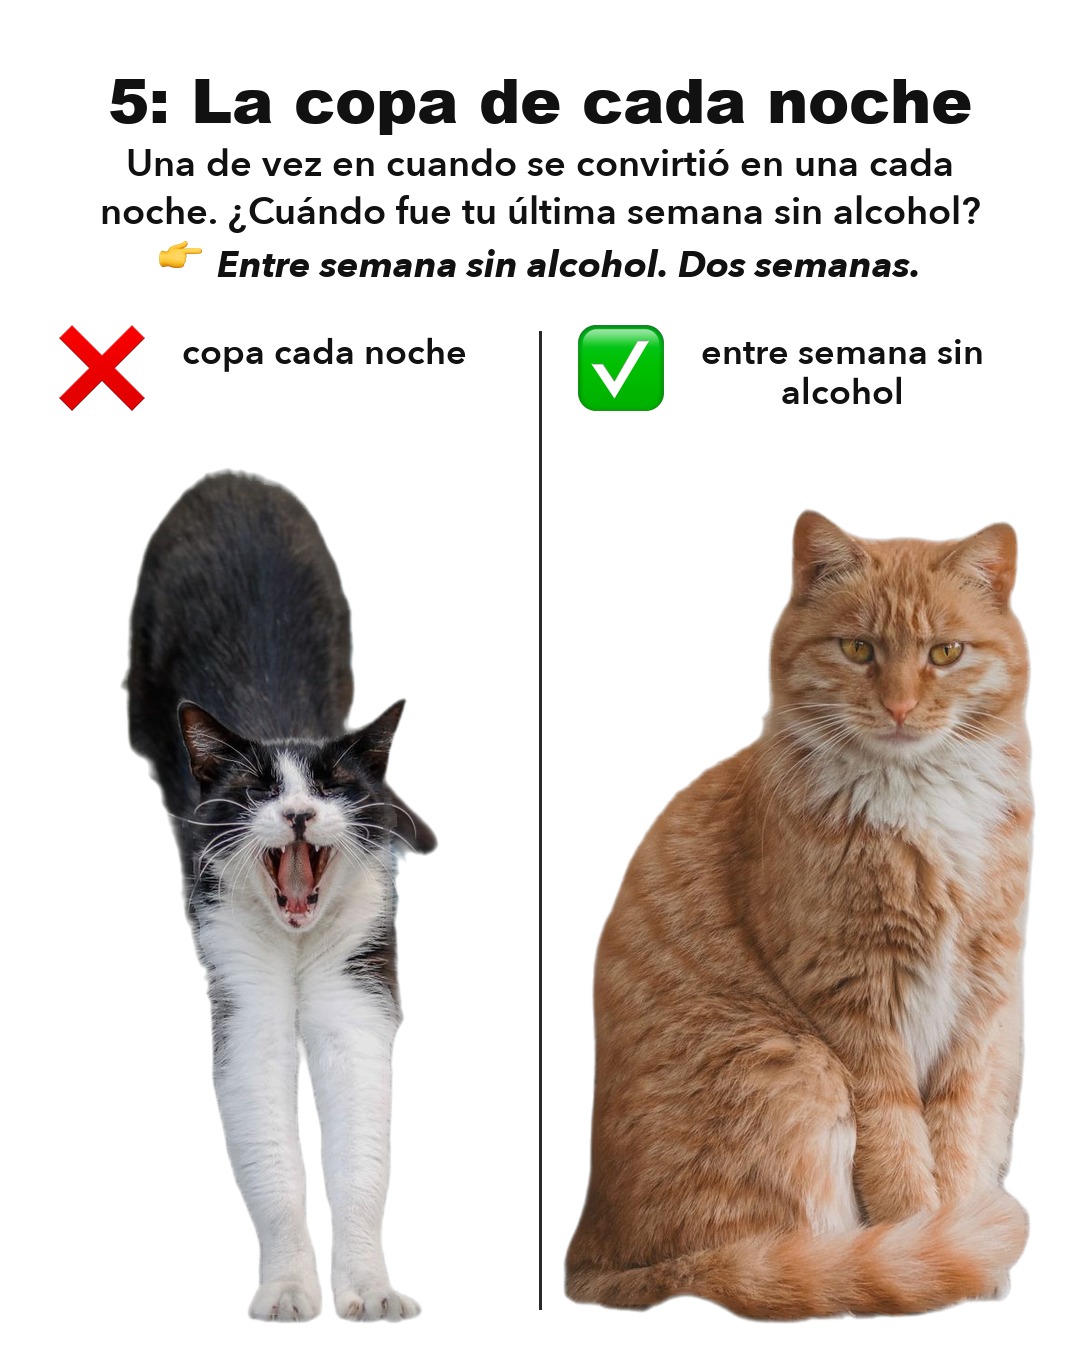 5: La copa de cada noche
Una de vez en cuando se convirtió en una cada
noche. ¿Cuándo fue tu última semana sin alcohol?
👉 Entre semana sin alcohol. Dos semanas.
❌ copa cada noche
✅ entre semana sin
alcohol